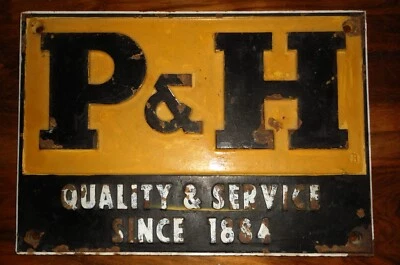 P&H
QUALITY & SERVICE
SINCE 1884